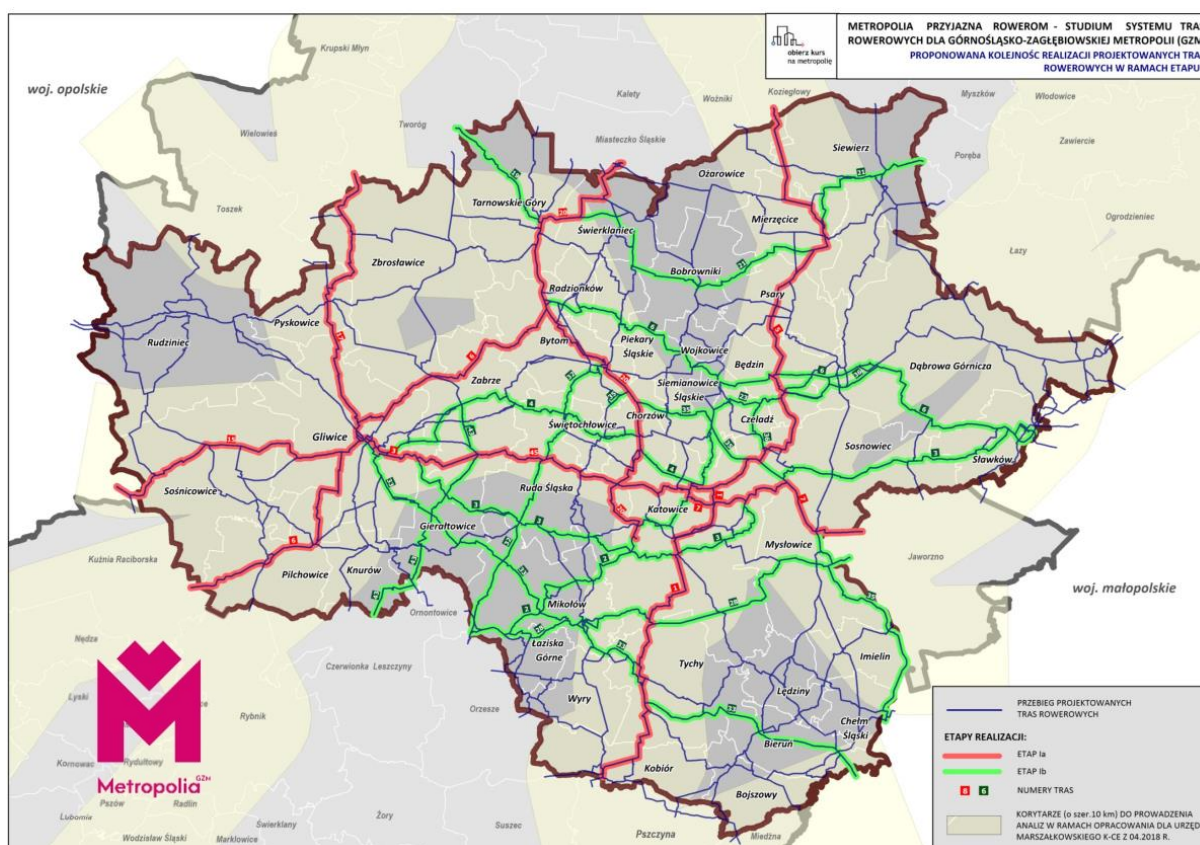 METROPOLIA PRZYJAZNA ROWEROM - STUDIUM SYSTEMU TRA
ROWEROWYCH DLA GÓRNOŚLĄSKO-ZAGŁĘBIOWSKIEJ METROPOLII (GZM
PROPONOWANA KOLEJNOŚC REALIZACJI PROJEKTOWANYCH TRA
ROWEROWYCH W RAMACH ETAPU
obierz kurs
na metropolię
woj. opolskie
Krupski Młyn
Wielowieś
Tworóg
Kalety
Miasteczko Śląskie
Woźniki
Koziegłowy
Myszków
Włodowice
Zawiercie
Poręba
Siewierz
Ożarowice
Ogrodzieniec
Łazy
Toszek
Tarnowskie Góry
Świerklaniec
Mierzęcice
Zbrosławice
Bobrowniki
Radzionków
Psary
Pyskowice
Rudziniec
Bytom
Piekary
Śląskie
Wojkowice
Będzin
Dąbrowa Górnicza
Zabrze
Siemianowice
Śląskie
Chorzów
Czeladź
Świętochłowice
Gliwice
Sosnowiec
Sławków
Sośnicowice
Ruda Śląska
Katowice
Gierałtowice
Mysłowice
Kuźnia Raciborska
Pilchowice
Knurów
Jaworzno
woj. małopolskie
Ornontowice
Mikołów
Nędza
Łaziska
Górne
Tychy
Imielin
Czerwionka Leszczyny
Lędziny
Lyski
Rybnik
Orzesze
Wyry
Chełm
Śląski
Bieruń
Kornowac
Rydułtowy
Metropolia GZM
Kobiór
Bojszowy
Pszów
Radlin
Lubomia
Wodzisław Śląski
Marklowice
Świerklany
Żory
Suszec
Pszczyna
Miedźna
PRZEBIEG PROJEKTOWANYCH
TRAS ROWEROWYCH
ETAPY REALIZACJI:
ETAP Ia
ETAP Ib
8 6 NUMERY TRAS
KORYTARZE (o szer.10 km) DO PROWADZENIA
ANALIZ W RAMACH OPRACOWANIA DLA URZĘD
MARSZAŁKOWSKIEGO K-CE Z 04.2018 R.